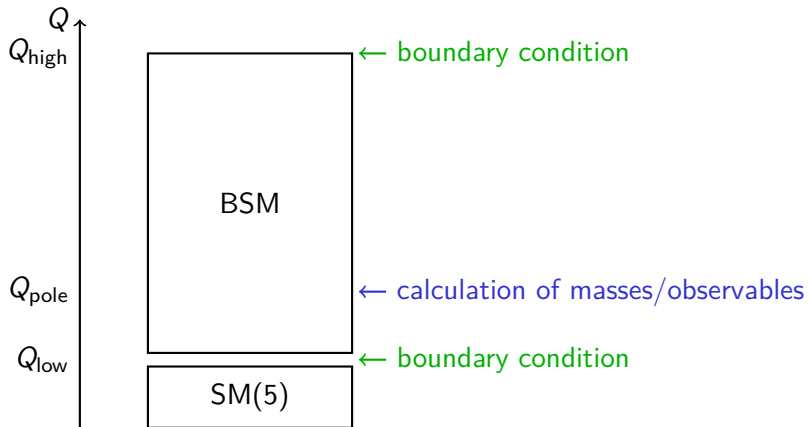 Q
Q_high ← boundary condition
BSM
Q_pole ← calculation of masses/observables
Q_low ← boundary condition
SM(5)